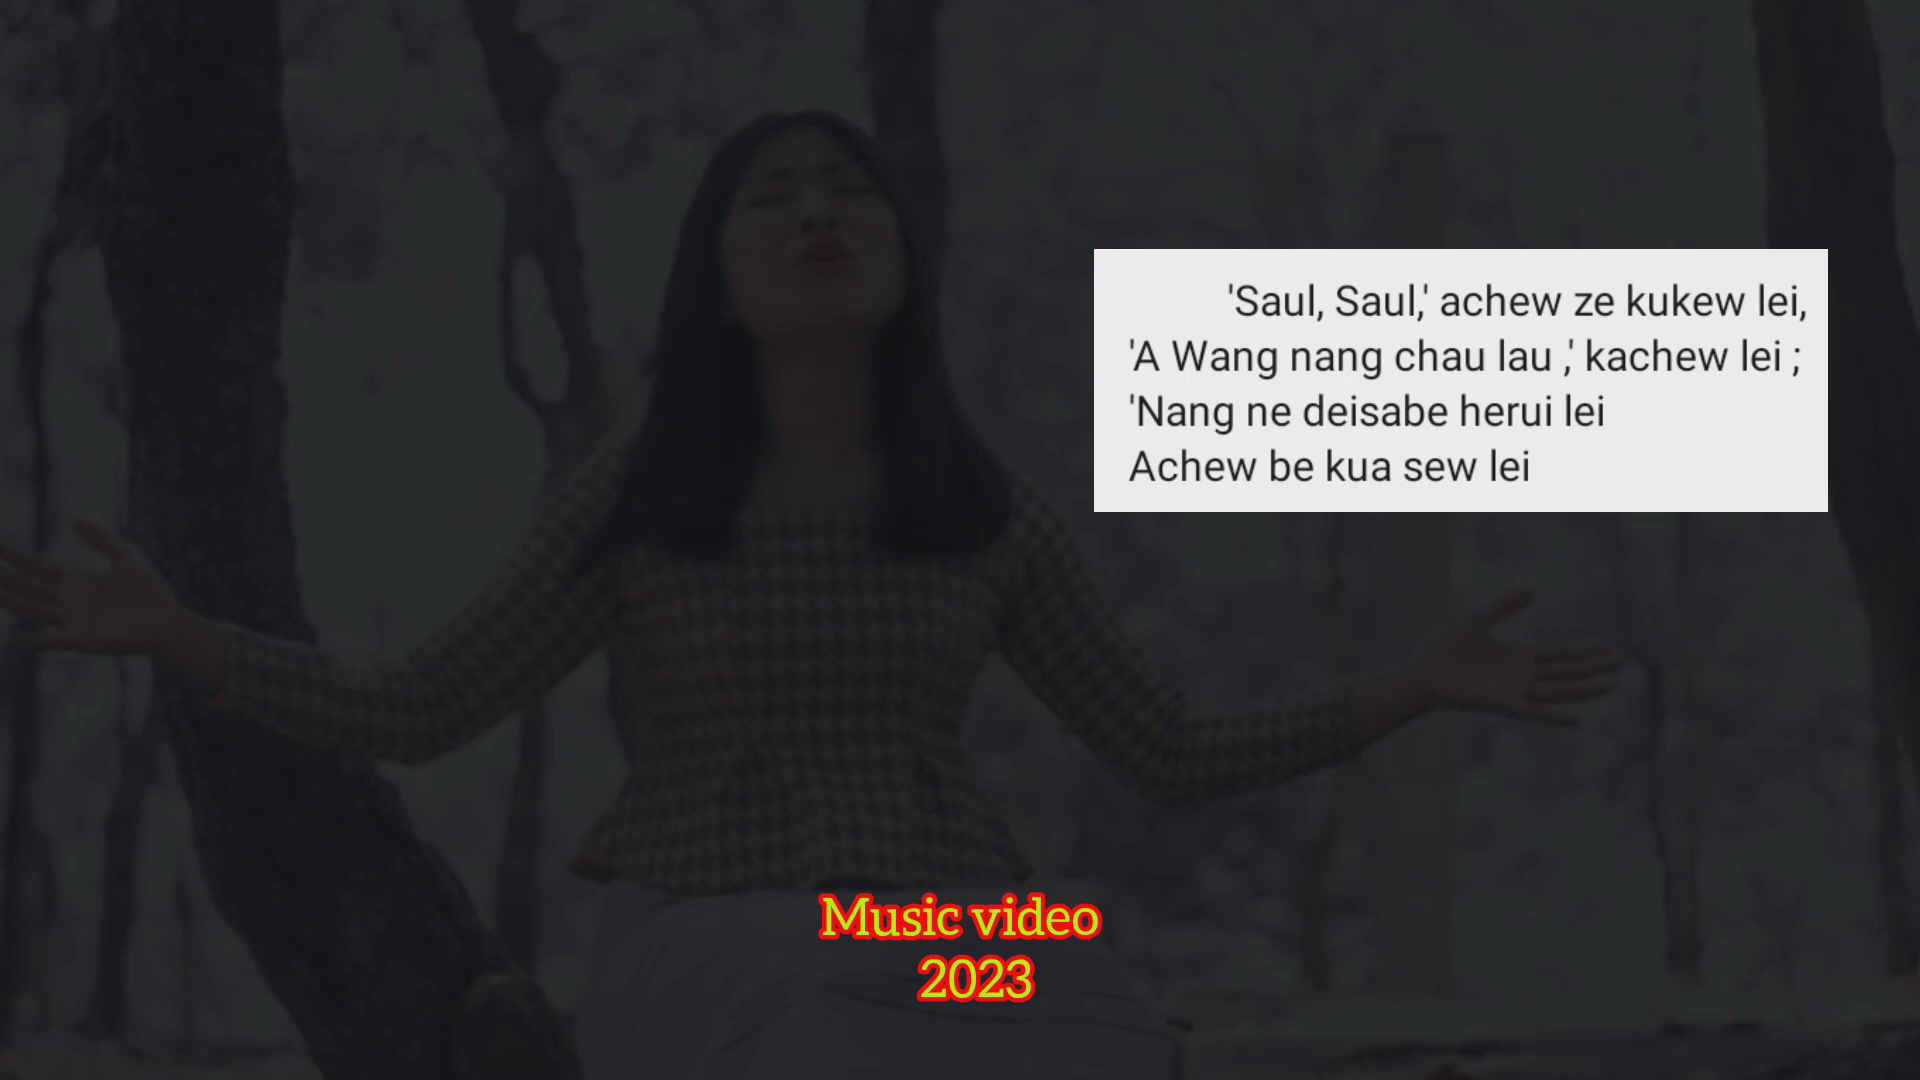 'Saul, Saul,' achew ze kukew lei,
'A Wang nang chau lau ,' kachew lei ;
'Nang ne deisabe herui lei
Achew be kua sew lei
Music video
2023